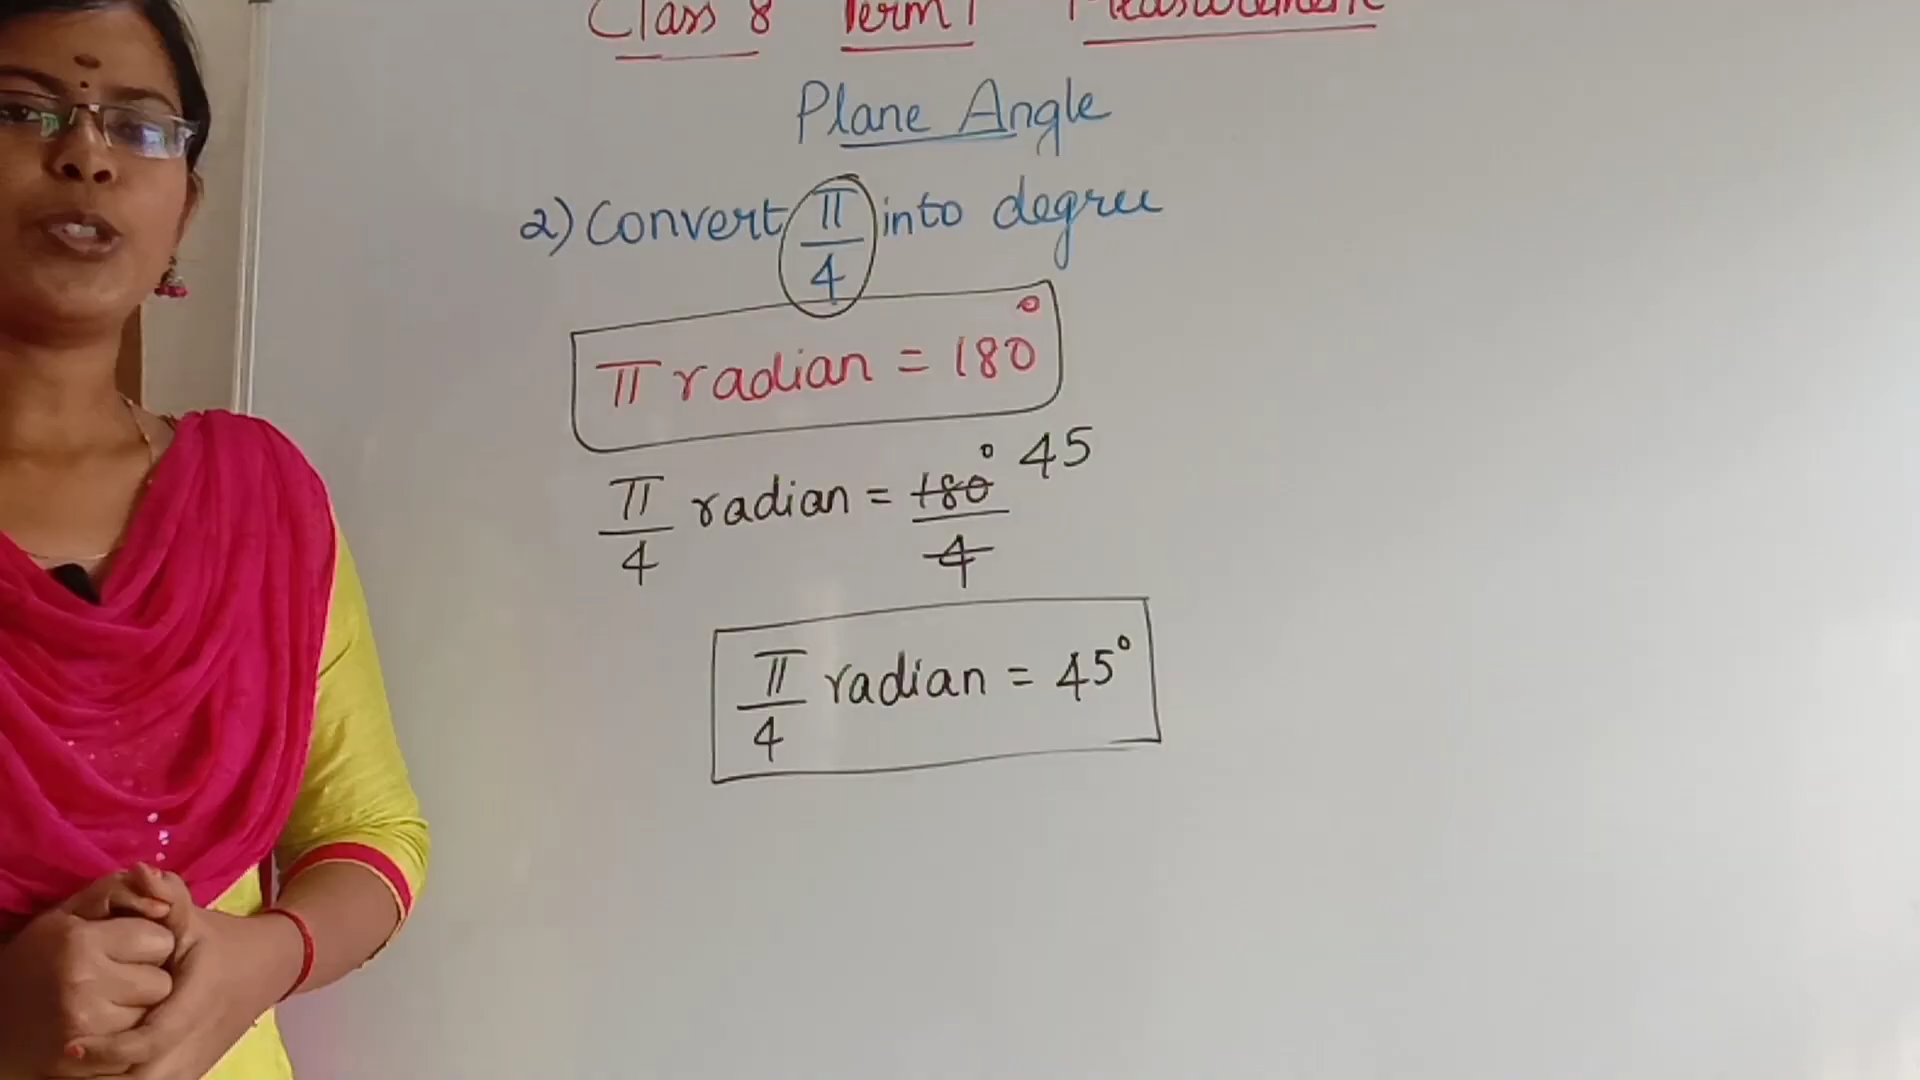 Class 8 Term 1 Measurement
Plane Angle
2) Convert π/4 into degree
π radian = 180°
π/4 radian = 180°/4 45
π/4 radian = 45°